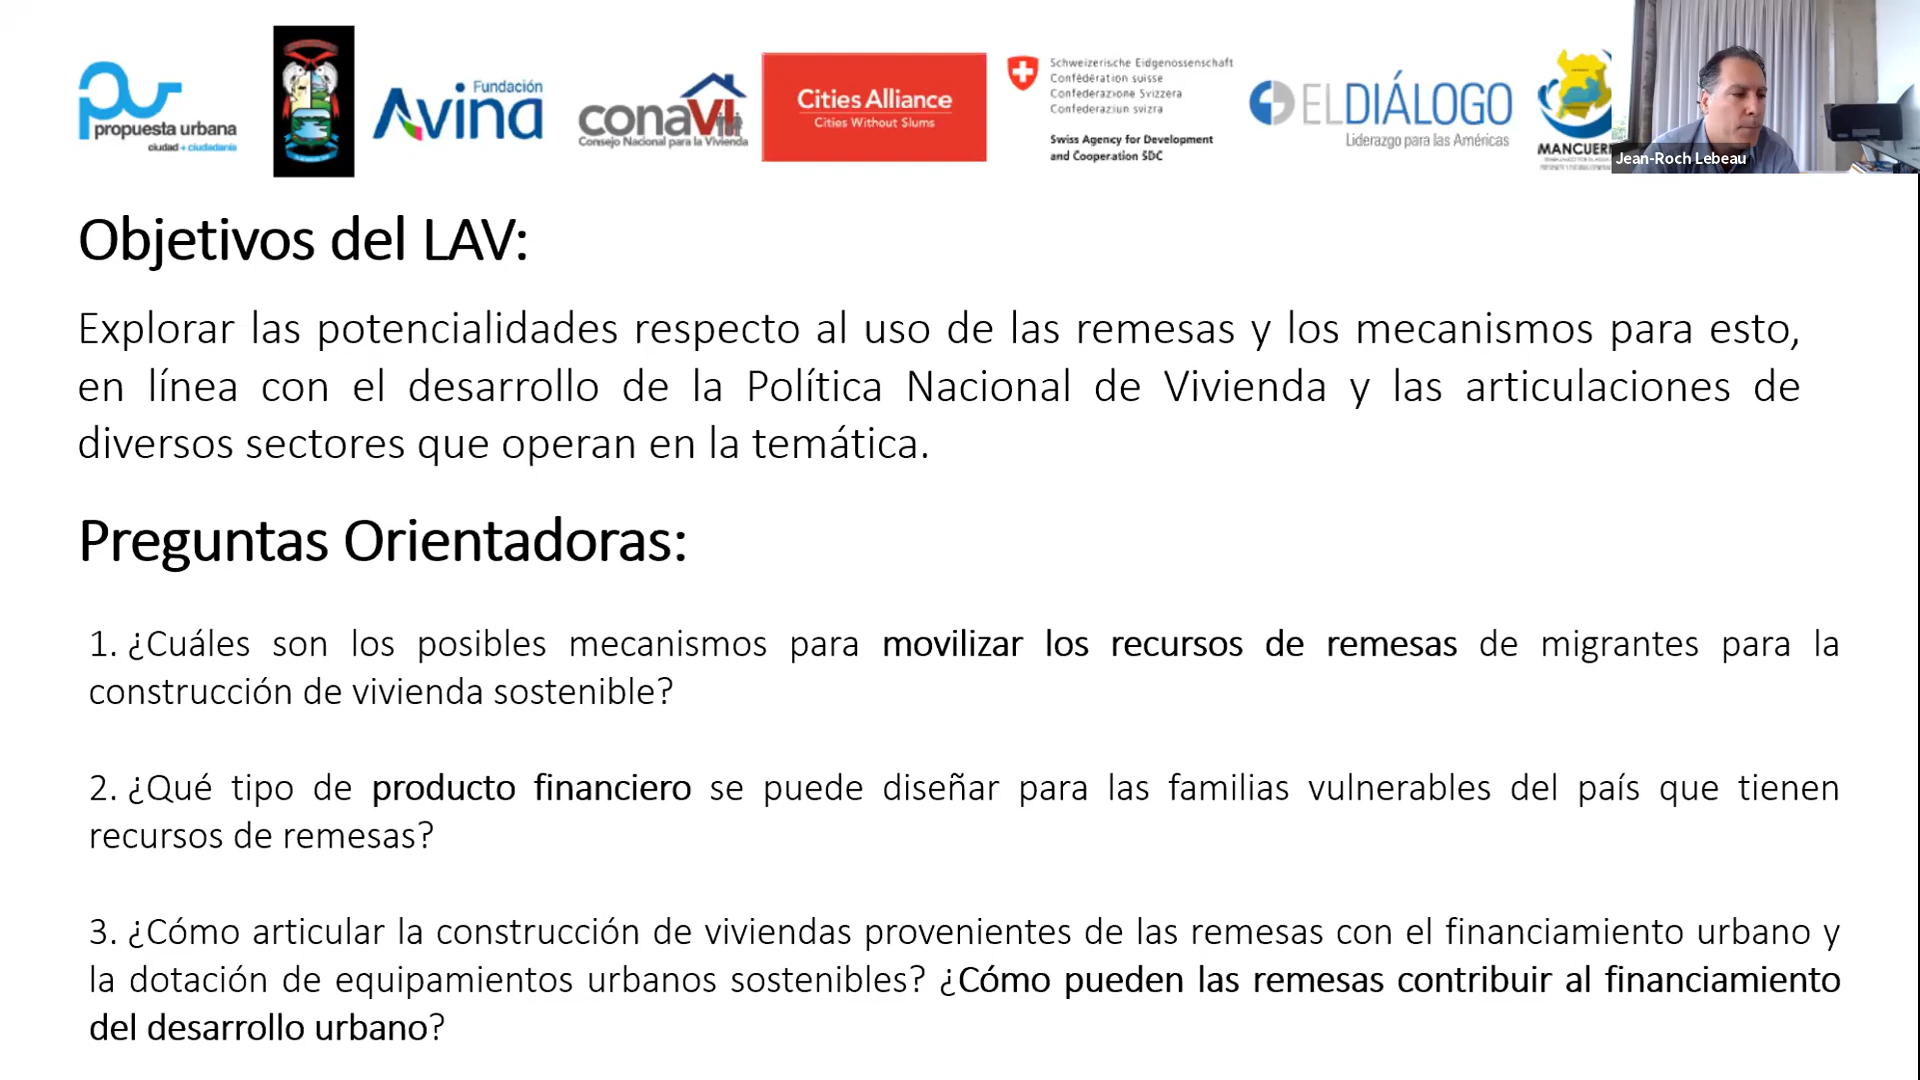 propuesta urbana
ciudad + ciudadanía
Fundación
Avina
conaVI
Consejo Nacional para la Vivienda
Cities Alliance
Cities Without Slums
Schweizerische Eidgenossenschaft
Confédération suisse
Confederazione Svizzera
Confederaziun svizra
Swiss Agency for Development
and Cooperation SDC
EL DIÁLOGO
Liderazgo para las Américas
MANCUER
Jean-Roch Lebeau
Objetivos del LAV:
Explorar las potencialidades respecto al uso de las remesas y los mecanismos para esto,
en línea con el desarrollo de la Política Nacional de Vivienda y las articulaciones de
diversos sectores que operan en la temática.
Preguntas Orientadoras:
1. ¿Cuáles son los posibles mecanismos para movilizar los recursos de remesas de migrantes para la
construcción de vivienda sostenible?
2. ¿Qué tipo de producto financiero se puede diseñar para las familias vulnerables del país que tienen
recursos de remesas?
3. ¿Cómo articular la construcción de viviendas provenientes de las remesas con el financiamiento urbano y
la dotación de equipamientos urbanos sostenibles? ¿Cómo pueden las remesas contribuir al financiamiento
del desarrollo urbano?